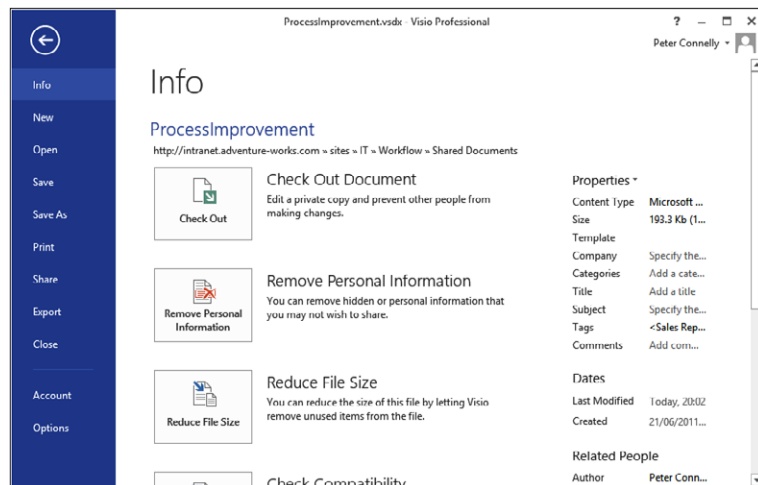 ProcessImprovement.vsdx - Visio Professional
?
Peter Connelly
Info
New
Open
Save
Save As
Print
Share
Export
Close
Account
Options
Info
ProcessImprovement
http://intranet.adventure-works.com » sites » IT » Workflow » Shared Documents
Check Out
Check Out Document
Edit a private copy and prevent other people from
making changes.
Remove Personal
Information
Remove Personal Information
You can remove hidden or personal information that
you may not wish to share.
Reduce File Size
Reduce File Size
You can reduce the size of this file by letting Visio
remove unused items from the file.
Check Compatibility
Properties
Content Type Microsoft ...
Size 193.3 Kb (1...
Template
Company Specify the...
Categories Add a cate...
Title Add a title
Subject Specify the...
Tags <Sales Rep...
Comments Add com...
Dates
Last Modified Today, 20:02
Created 21/06/2011...
Related People
Author Peter Conn...